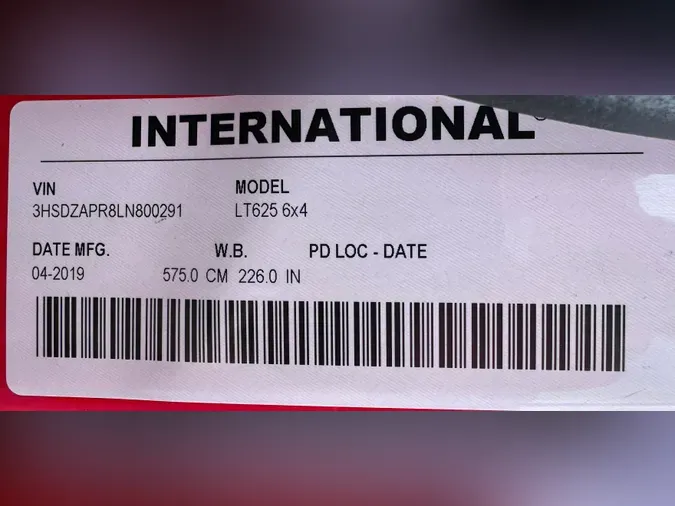 INTERNATIONAL®
VIN MODEL
3HSDZAPR8LN800291 LT625 6x4
DATE MFG. W.B. PD LOC - DATE
04-2019 575.0 CM 226.0 IN